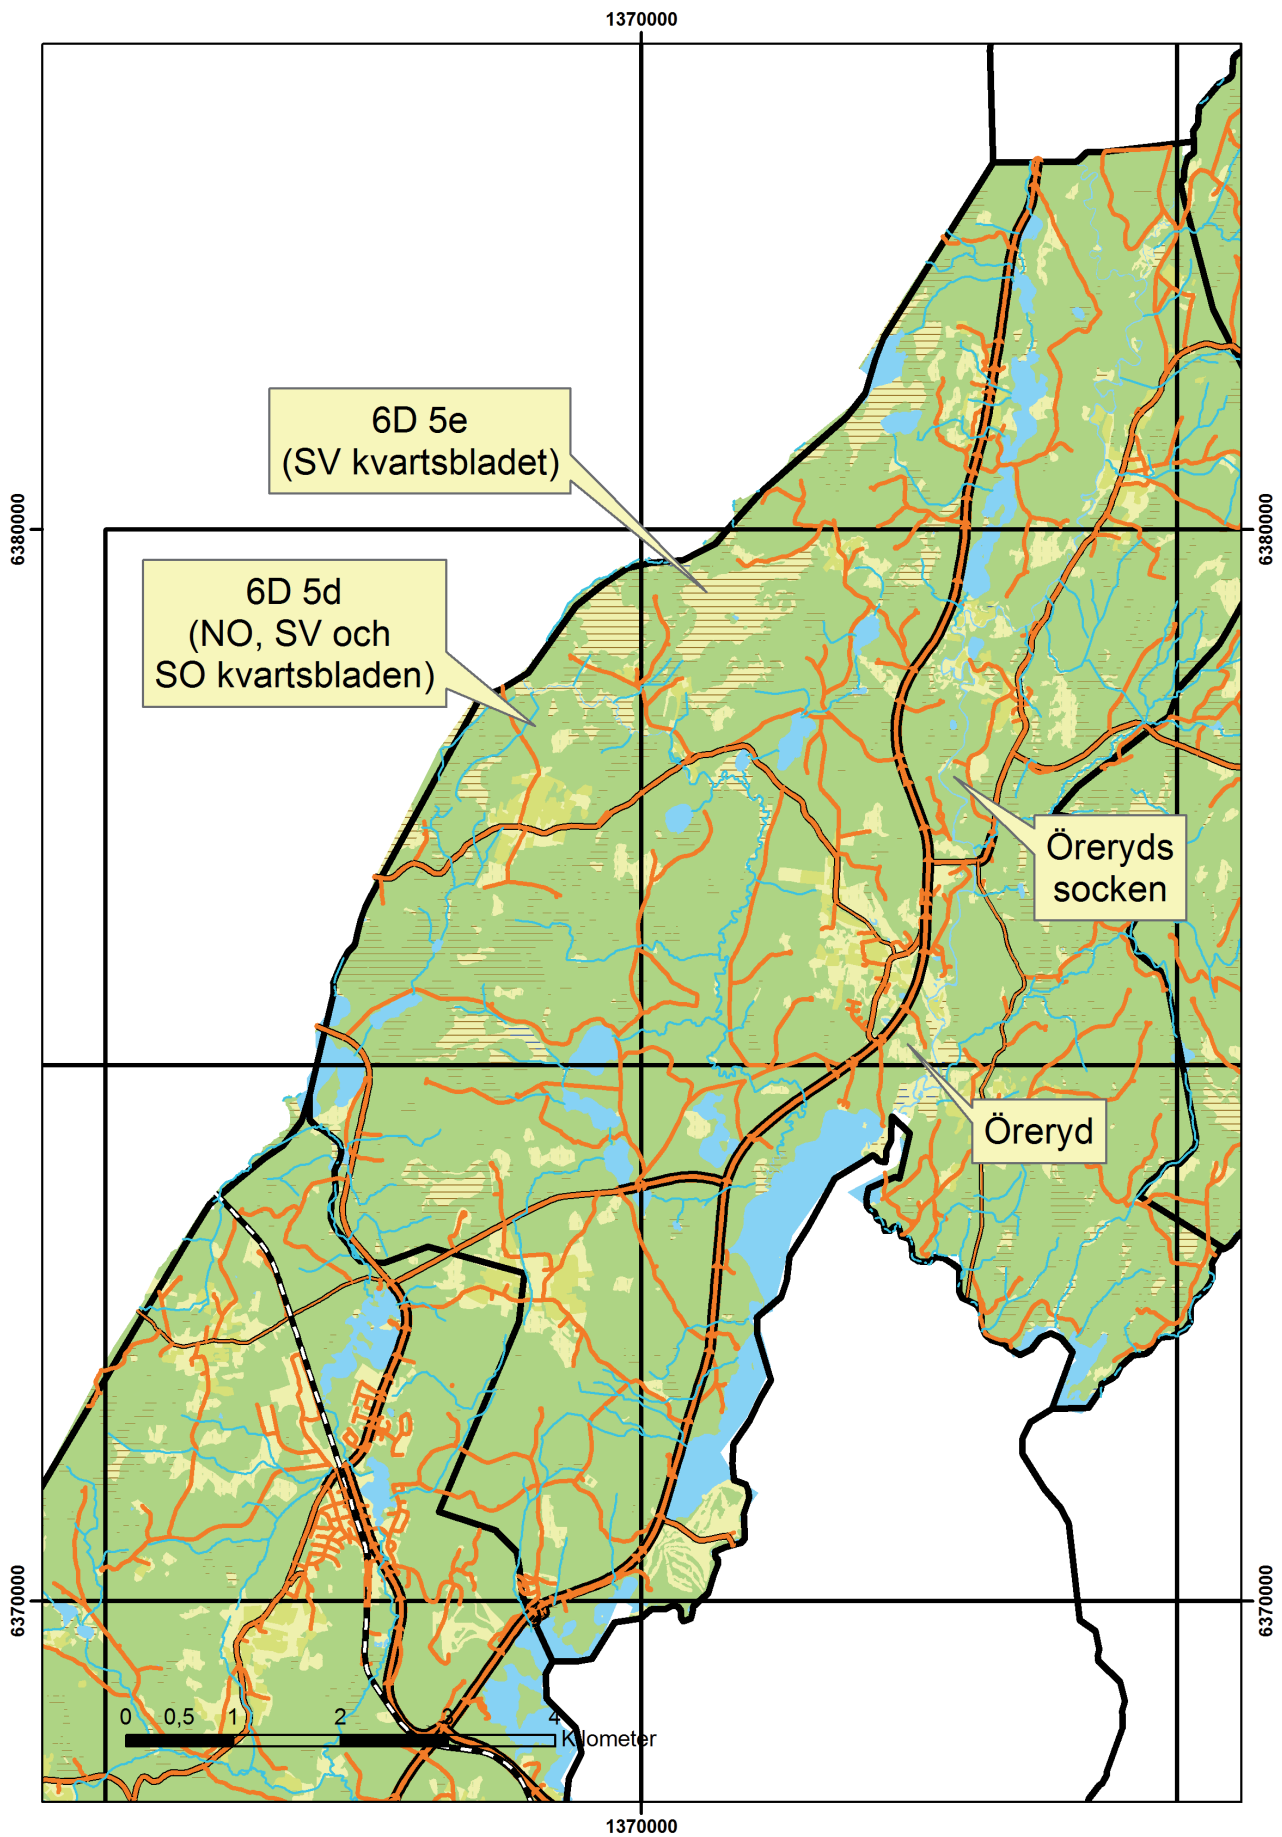 1370000
6D 5e
(SV kvartsbladet)
6380000
6380000
6D 5d
(NO, SV och
SO kvartsbladen)
Öreryds
socken
Öreryd
6370000
6370000
0 0,5 1 2 3 4
Kilometer
1370000